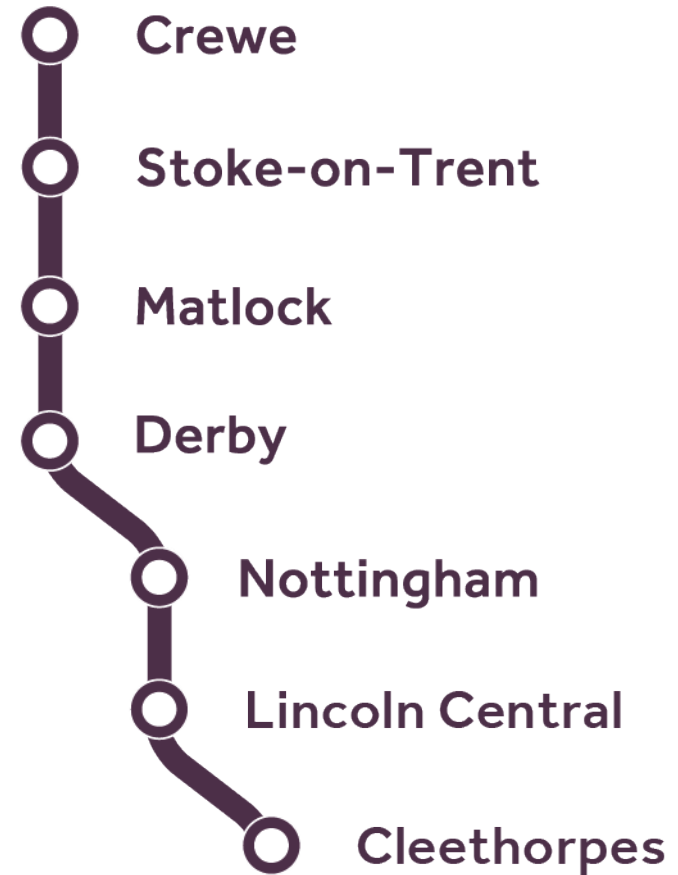 Crewe
Stoke-on-Trent
Matlock
Derby
Nottingham
Lincoln Central
Cleethorpes